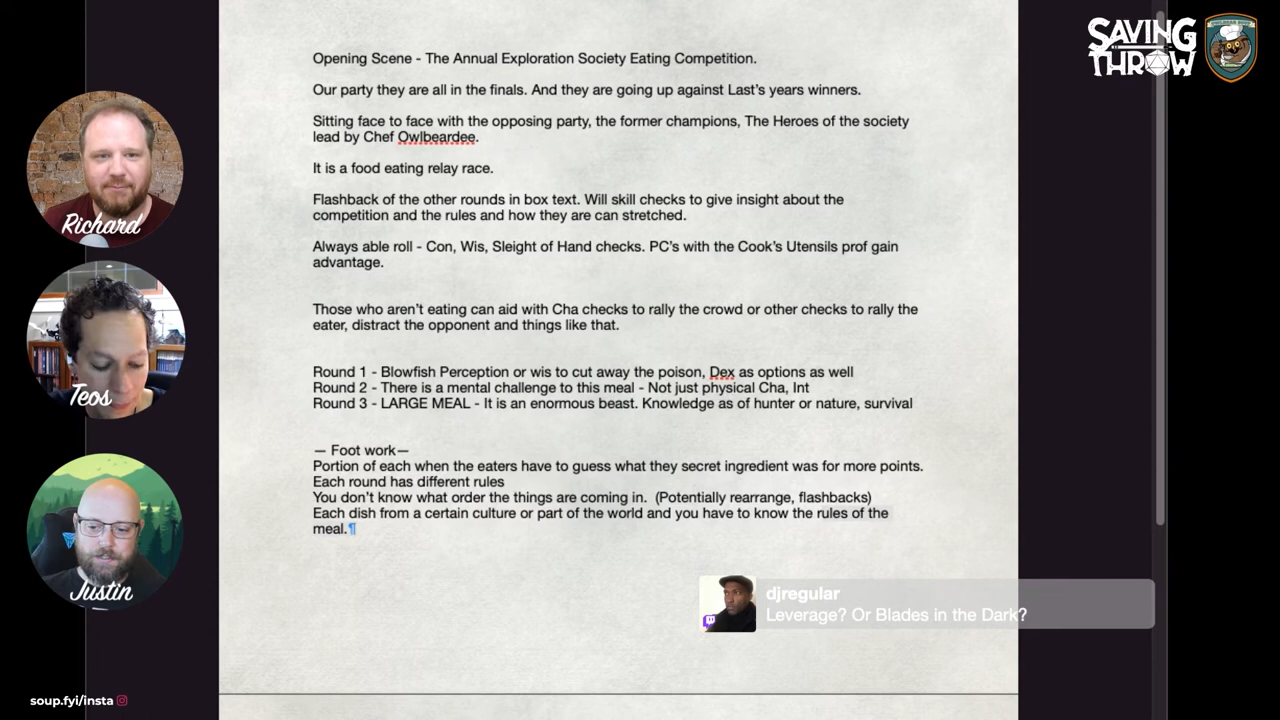 SAVING
THROW
Opening Scene - The Annual Exploration Society Eating Competition.
Our party they are all in the finals. And they are going up against Last's years winners.
Sitting face to face with the opposing party, the former champions, The Heroes of the society
lead by Chef Owlbeardee.
It is a food eating relay race.
Flashback of the other rounds in box text. Will skill checks to give insight about the
competition and the rules and how they are can stretched.
Always able roll - Con, Wis, Sleight of Hand checks. PC's with the Cook's Utensils prof gain
advantage.
Those who aren't eating can aid with Cha checks to rally the crowd or other checks to rally the
eater, distract the opponent and things like that.
Round 1 - Blowfish Perception or wis to cut away the poison, Dex as options as well
Round 2 - There is a mental challenge to this meal - Not just physical Cha, Int
Round 3 - LARGE MEAL - It is an enormous beast. Knowledge as of hunter or nature, survival
— Foot work—
Portion of each when the eaters have to guess what they secret ingredient was for more points.
Each round has different rules
You don't know what order the things are coming in.  (Potentially rearrange, flashbacks)
Each dish from a certain culture or part of the world and you have to know the rules of the
meal.¶
Richard
Teos
Justin
djregular
Leverage? Or Blades in the Dark?
soup.fyi/insta